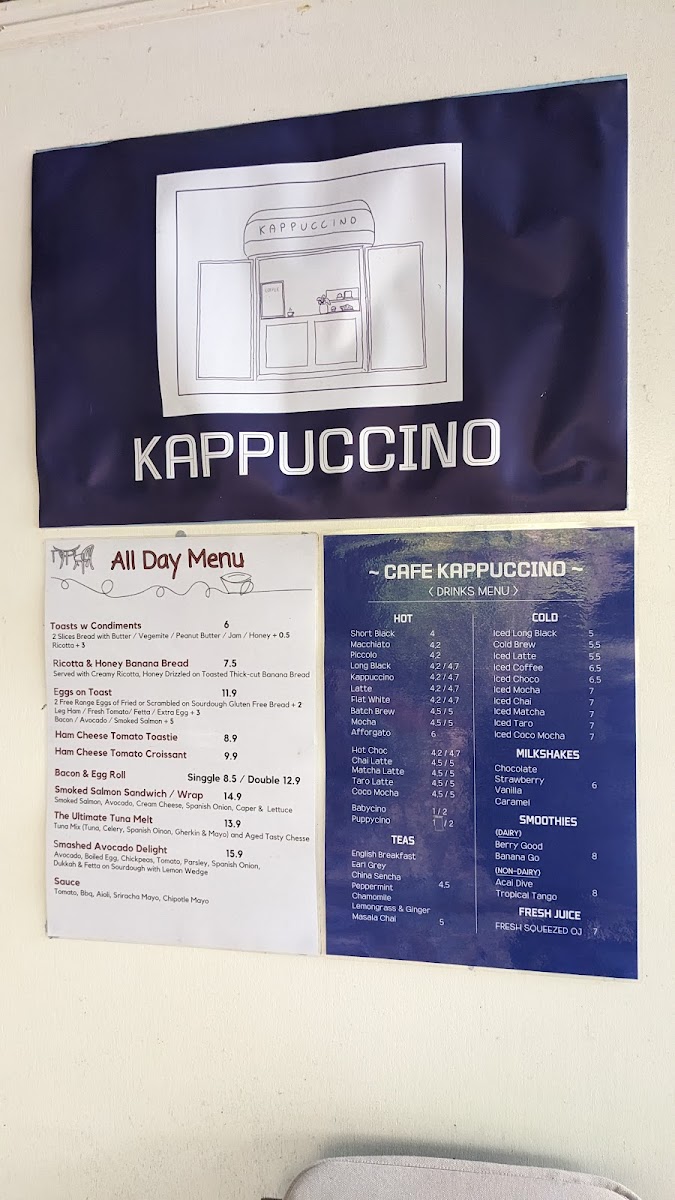 KAPPUCCINO
COFFEE
KAPPUCCINO
All Day Menu
Toasts w Condiments 6
2 Slices Bread with Butter / Vegemite / Peanut Butter / Jam / Honey + 0.5
Ricotta + 3
Ricotta & Honey Banana Bread 7.5
Served with Creamy Ricotta, Honey Drizzled on Toasted Thick-cut Banana Bread
Eggs on Toast 11.9
2 Free Range Eggs of Fried or Scrambled on Sourdough Gluten Free Bread + 2
Leg Ham / Fresh Tomato/ Fetta / Extra Egg + 3
Bacon / Avocado / Smoked Salmon + 5
Ham Cheese Tomato Toastie 8.9
Ham Cheese Tomato Croissant 9.9
Bacon & Egg Roll Singgle 8.5 / Double 12.9
Smoked Salmon Sandwich / Wrap 14.9
Smoked Salmon, Avocado, Cream Cheese, Spanish Onion, Caper & Lettuce
The Ultimate Tuna Melt 13.9
Tuna Mix (Tuna, Celery, Spanish Oinon, Gherkin & Mayo) and Aged Tasty Chesse
Smashed Avocado Delight 15.9
Avocado, Boiled Egg, Chickpeas, Tomato, Parsley, Spanish Onion,
Dukkah & Fetta on Sourdough with Lemon Wedge
Sauce
Tomato, Bbq, Aioli, Sriracha Mayo, Chipotle Mayo
~ CAFE KAPPUCCINO ~
< DRINKS MENU >
HOT
Short Black 4
Macchiato 4.2
Piccolo 4.2
Long Black 4.2 / 4.7
Kappuccino 4.2 / 4.7
Latte 4.2 / 4.7
Flat White 4.2 / 4.7
Batch Brew 4.5 / 5
Mocha 4.5 / 5
Afforgato 6
Hot Choc 4.2 / 4.7
Chai Latte 4.5 / 5
Matcha Latte 4.5 / 5
Taro Latte 4.5 / 5
Coco Mocha 4.5 / 5
Babycino 1 / 2
Puppycino 1 / 2
TEAS
English Breakfast
Earl Grey
China Sencha
Peppermint 4.5
Chamomile
Lemongrass & Ginger
Masala Chai 5
COLD
Iced Long Black 5
Cold Brew 5.5
Iced Latte 5.5
Iced Coffee 6.5
Iced Choco 6.5
Iced Mocha 7
Iced Chai 7
Iced Matcha 7
Iced Taro 7
Iced Coco Mocha 7
MILKSHAKES
Chocolate
Strawberry 6
Vanilla
Caramel
SMOOTHIES
(DAIRY)
Berry Good
Banana Go 8
(NON-DAIRY)
Acai Dive
Tropical Tango 8
FRESH JUICE
FRESH SQUEEZED OJ 7